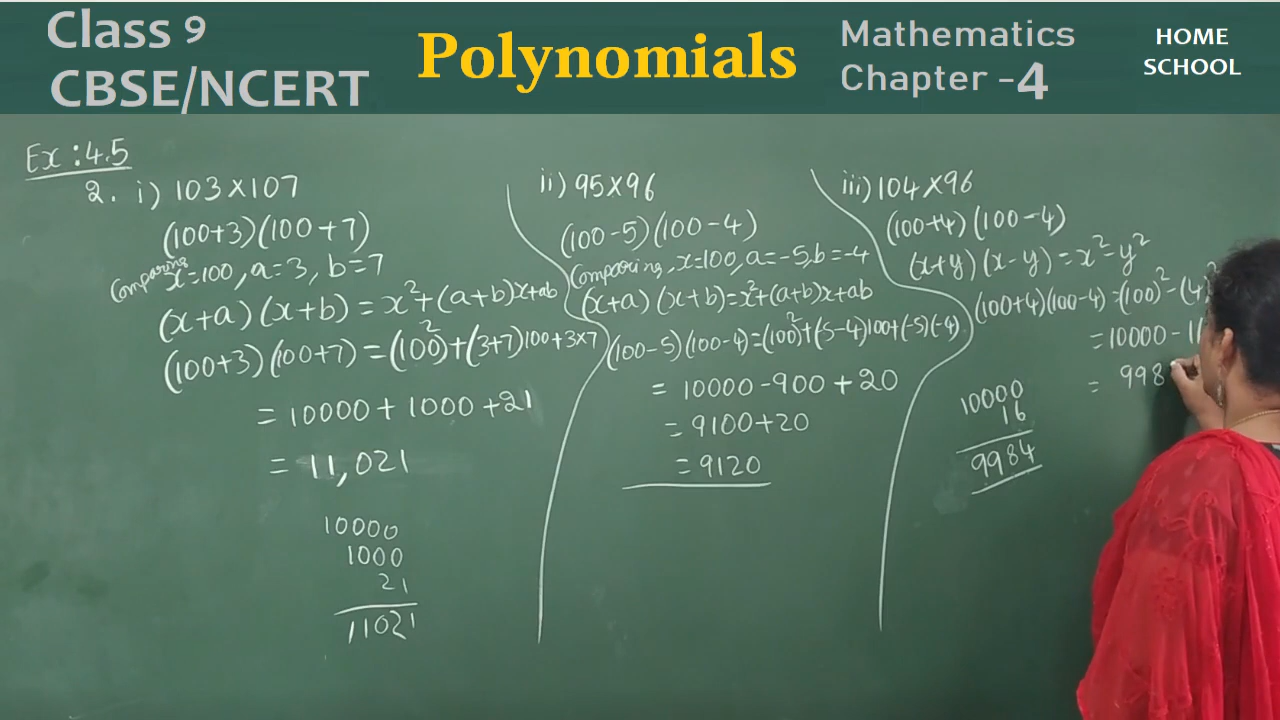 Class 9
CBSE/NCERT
Polynomials
Mathematics
Chapter -4
HOME
SCHOOL
Ex : 4.5
2. i) 103×107
(100+3)(100+7)
Comparing x=100, a=3, b=7
(x+a)(x+b) = x²+(a+b)x+ab
(100+3)(100+7) = (100)²+(3+7)100+3×7
= 10000 + 1000 +21
= 11,021
10000
1000
21
11021
ii) 95×96
(100-5)(100-4)
Comparing, x=100, a=-5, b=-4
(x+a)(x+b)=x²+(a+b)x+ab
(100-5)(100-4)=(100)²+(-5-4)100+(-5)(-4)
= 10000 -900 + 20
= 9100+20
= 9120
iii) 104×96
(100+4)(100-4)
(x+y)(x-y) = x²-y²
(100+4)(100-4) =(100)²-(4)²
= 10000 - 1
= 998
10000
16
9984